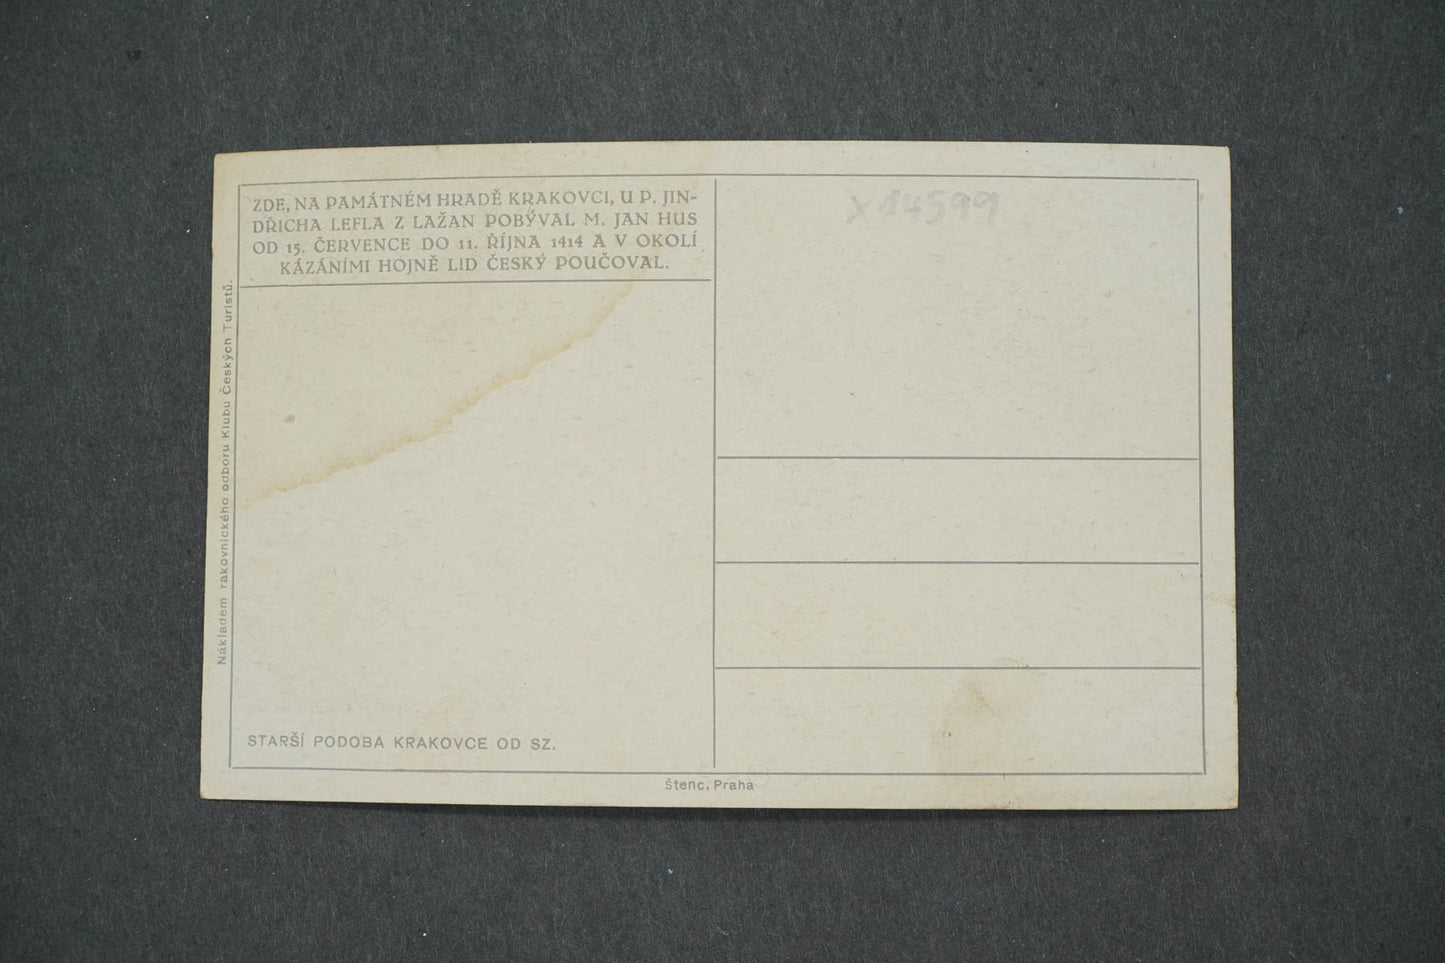 ZDE, NA PAMÁTNÉM HRADĚ KRAKOVCI, U P. JIN-
DŘICHA LEFLA Z LAŽAN POBÝVAL M. JAN HUS
OD 15. ČERVENCE DO 11. ŘÍJNA 1414 A V OKOLÍ
KÁZÁNÍMI HOJNĚ LID ČESKÝ POUČOVAL.
X14599
Nákladem rakovnického odboru Klubu Českých Turistů.
STARŠÍ PODOBA KRAKOVCE OD SZ.
Štenc, Praha